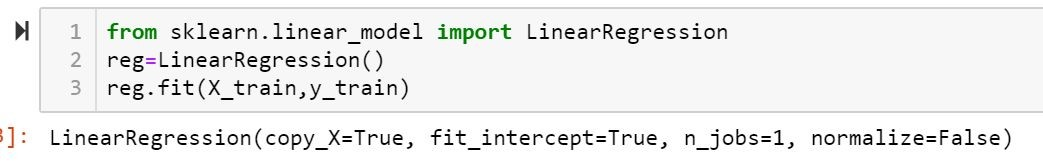 1 from sklearn.linear_model import LinearRegression
2 reg=LinearRegression()
3 reg.fit(X_train,y_train)
]: LinearRegression(copy_X=True, fit_intercept=True, n_jobs=1, normalize=False)